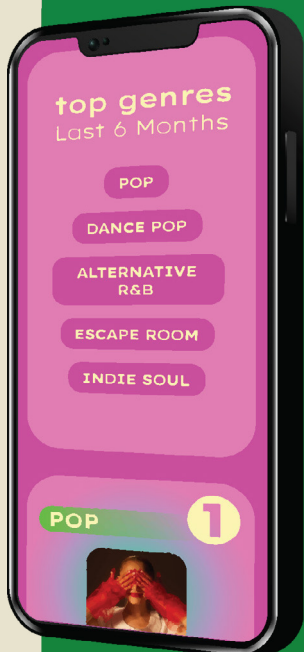 top genres
Last 6 Months
POP
DANCE POP
ALTERNATIVE
R&B
ESCAPE ROOM
INDIE SOUL
POP
1